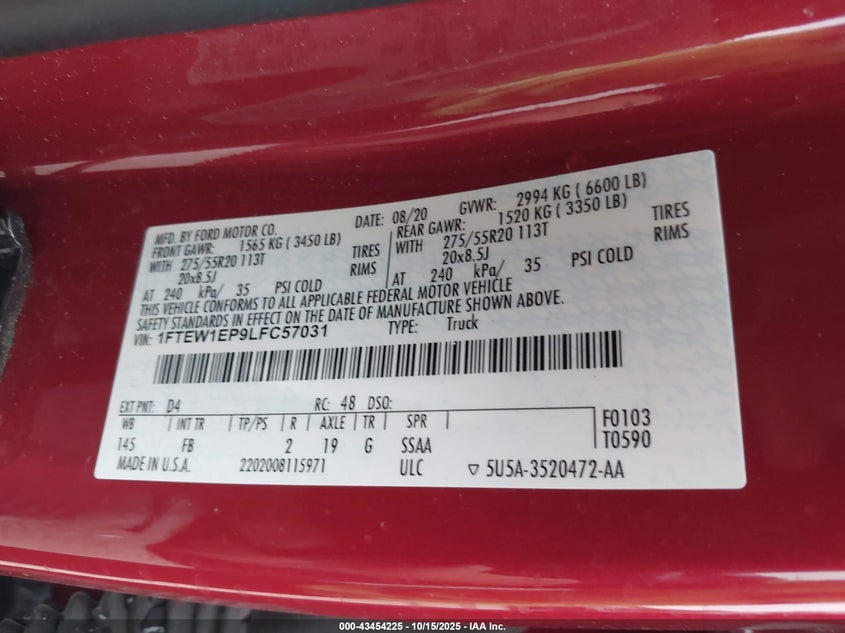 MFD. BY FORD MOTOR CO.
DATE: 08/20 GVWR: 2994 KG ( 6600 LB)
FRONT GAWR: 1565 KG ( 3450 LB)
REAR GAWR: 1520 KG ( 3350 LB)
WITH 275/55R20 113T TIRES
WITH 275/55R20 113T TIRES
20x8.5J RIMS
20x8.5J RIMS
AT 240 kPa/ 35 PSI COLD
AT 240 kPa/ 35 PSI COLD
THIS VEHICLE CONFORMS TO ALL APPLICABLE FEDERAL MOTOR VEHICLE
SAFETY STANDARDS IN EFFECT ON THE DATE OF MANUFACTURE SHOWN ABOVE.
VIN: 1FTEW1EP9LFC57031 TYPE: Truck
EXT PNT: D4 RC: 48 DSO:
WB | INT TR | TP/PS | R | AXLE | TR | SPR
F0103
145 FB 2 19 G SSAA
T0590
MADE IN U.S.A. 2202008115971 ULC ▽ 5U5A-3520472-AA
000-43454225 - 10/15/2025 - IAA Inc.